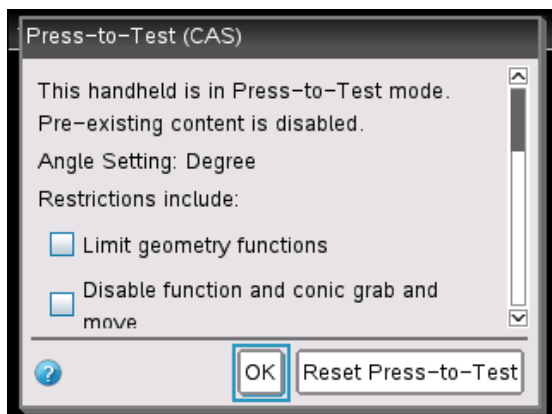 Press-to-Test (CAS)
This handheld is in Press-to-Test mode.
Pre-existing content is disabled.
Angle Setting: Degree
Restrictions include:
Limit geometry functions
Disable function and conic grab and
move
?
OK
Reset Press-to-Test